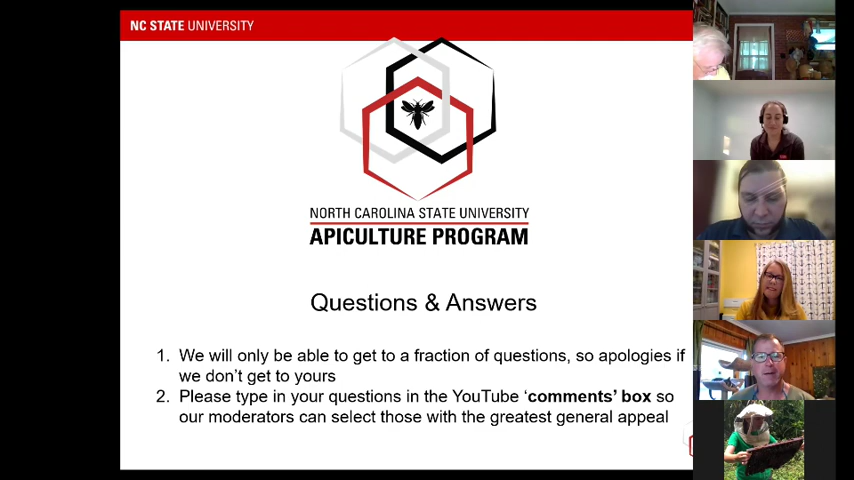 NC STATE UNIVERSITY
NORTH CAROLINA STATE UNIVERSITY
APICULTURE PROGRAM
Questions & Answers
1. We will only be able to get to a fraction of questions, so apologies if
we don't get to yours
2. Please type in your questions in the YouTube ‘comments’ box so
our moderators can select those with the greatest general appeal